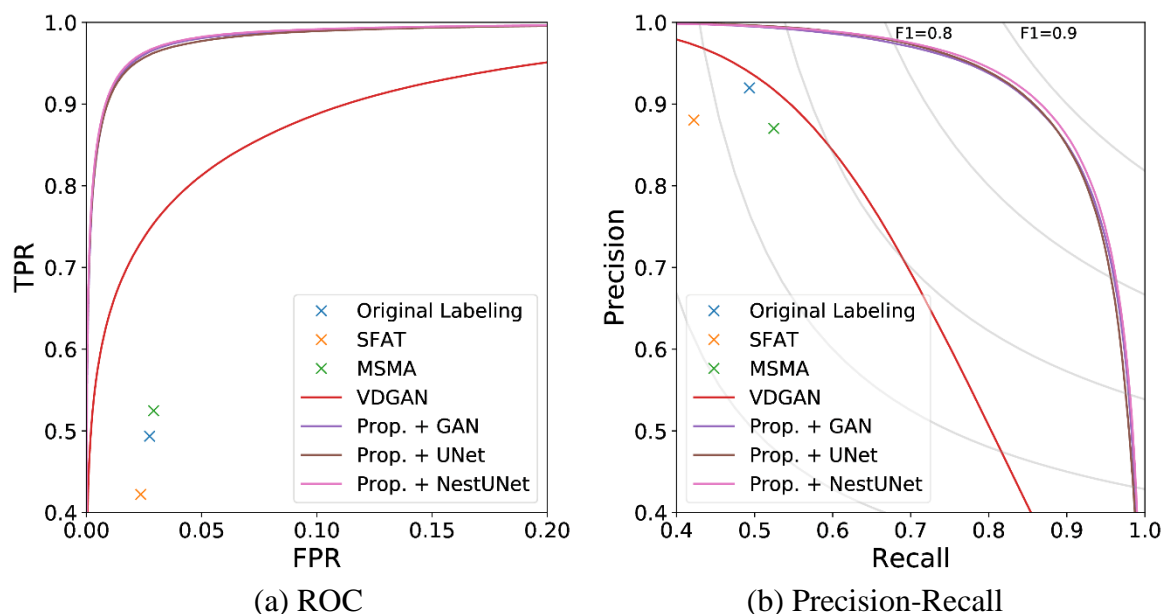 1.0
0.9
0.8
0.7
0.6
0.5
0.4
TPR
0.00
0.05
0.10
0.15
0.20
FPR
Original Labeling
SFAT
MSMA
VDGAN
Prop. + GAN
Prop. + UNet
Prop. + NestUNet
(a) ROC
1.0
0.9
0.8
0.7
0.6
0.5
0.4
Precision
F1=0.8
F1=0.9
0.4
0.5
0.6
0.7
0.8
0.9
1.0
Recall
Original Labeling
SFAT
MSMA
VDGAN
Prop. + GAN
Prop. + UNet
Prop. + NestUNet
(b) Precision-Recall